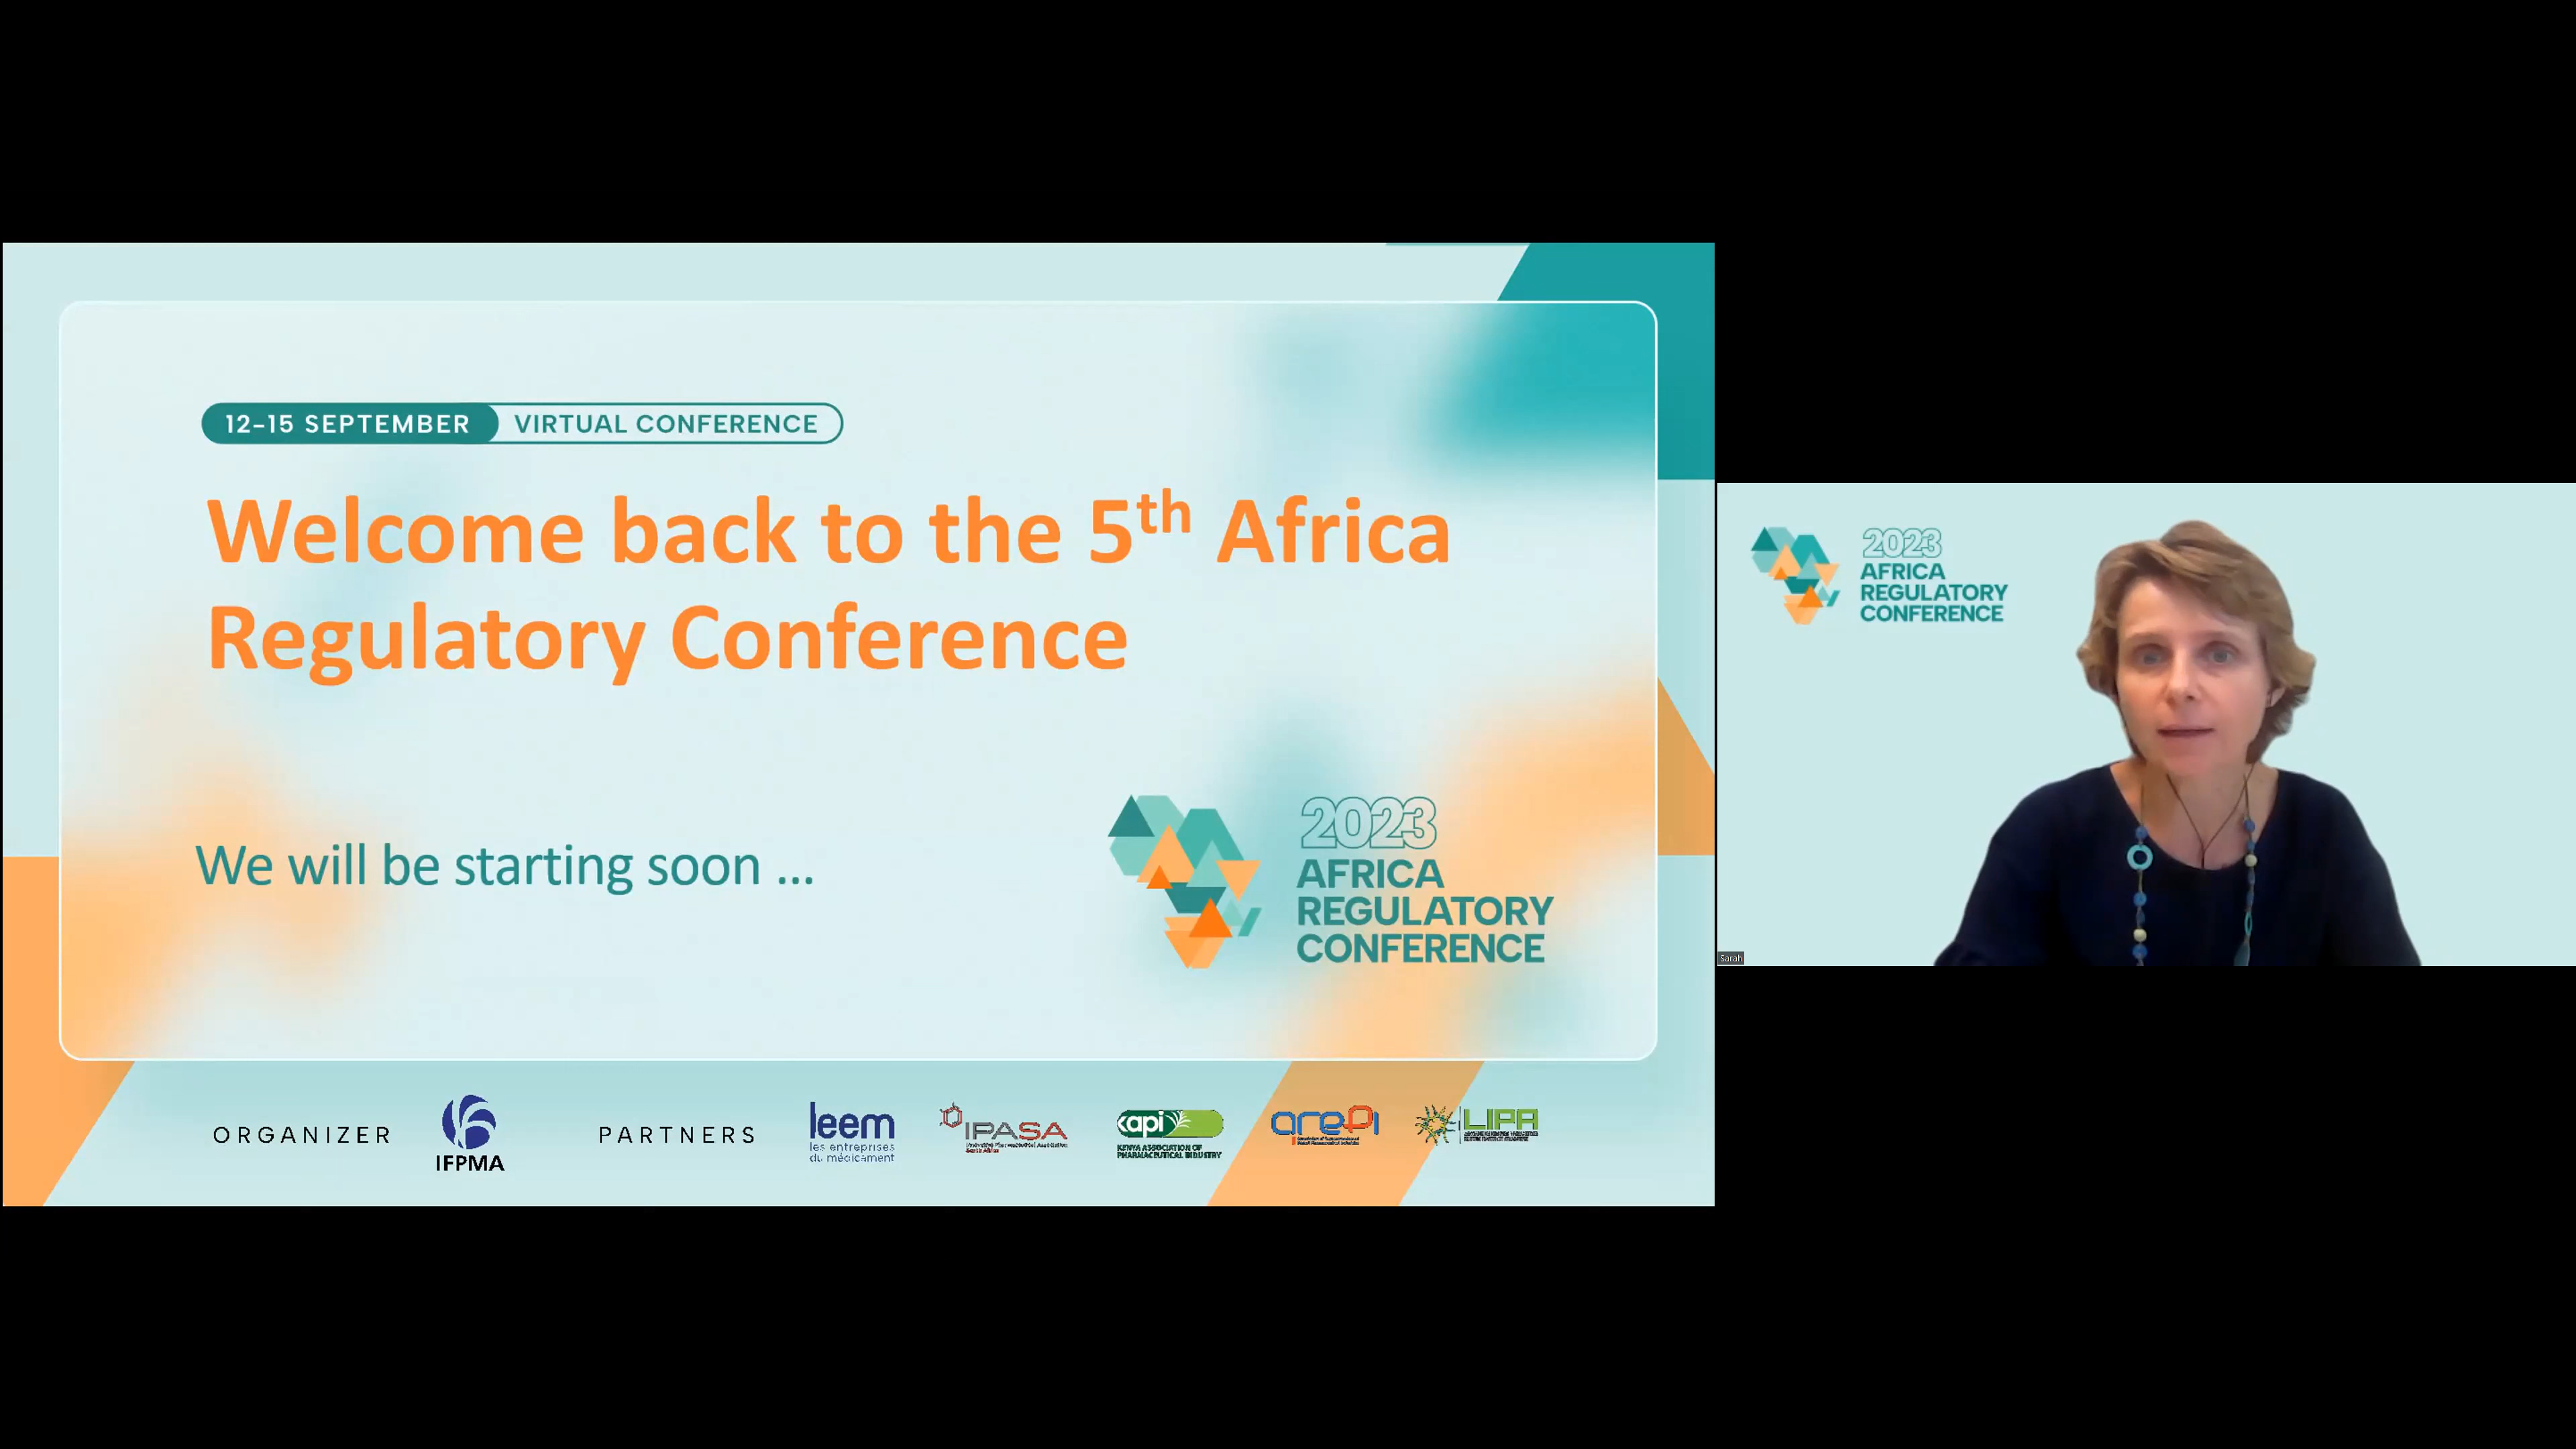 12-15 SEPTEMBER VIRTUAL CONFERENCE
Welcome back to the 5th Africa
Regulatory Conference
We will be starting soon ...
2023
AFRICA
REGULATORY
CONFERENCE
ORGANIZER
IFPMA
PARTNERS
leem
les entreprises
du médicament
IPASA
kapi
KENYA ASSOCIATION OF
PHARMACEUTICAL INDUSTRY
arepi
LIPA
2023
AFRICA
REGULATORY
CONFERENCE
Sarah